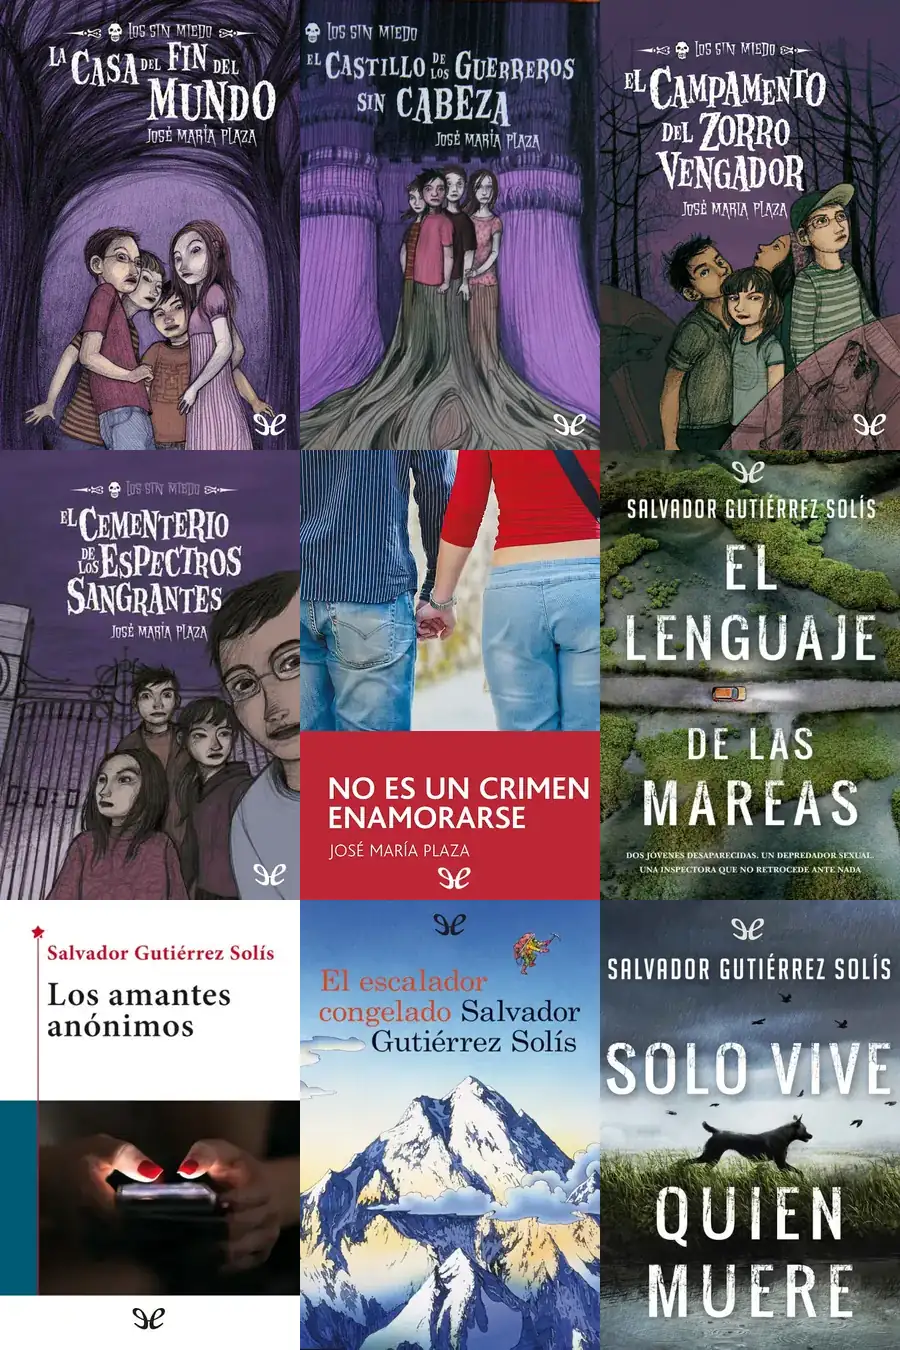 LOS SIN MIEDO
LA CASA DEL FIN DEL
MUNDO
JOSÉ MARÍA PLAZA
LOS SIN MIEDO
EL CASTILLO DE LOS GUERREROS
SIN CABEZA
JOSÉ MARÍA PLAZA
LOS SIN MIEDO
EL CAMPAMENTO
DEL ZORRO
VENGADOR
JOSÉ MARÍA PLAZA
LOS SIN MIEDO
EL CEMENTERIO
DE LOS ESPECTROS
SANGRANTES
JOSÉ MARÍA PLAZA
NO ES UN CRIMEN
ENAMORARSE
JOSÉ MARÍA PLAZA
SALVADOR GUTIÉRREZ SOLÍS
EL
LENGUAJE
DE LAS
MAREAS
DOS JÓVENES DESAPARECIDAS. UN DEPREDADOR SEXUAL.
UNA INSPECTORA QUE NO RETROCEDE ANTE NADA
Salvador Gutiérrez Solís
Los amantes
anónimos
El escalador
congelado Salvador
Gutiérrez Solís
SALVADOR GUTIÉRREZ SOLÍS
SOLO VIVE
QUIEN
MUERE